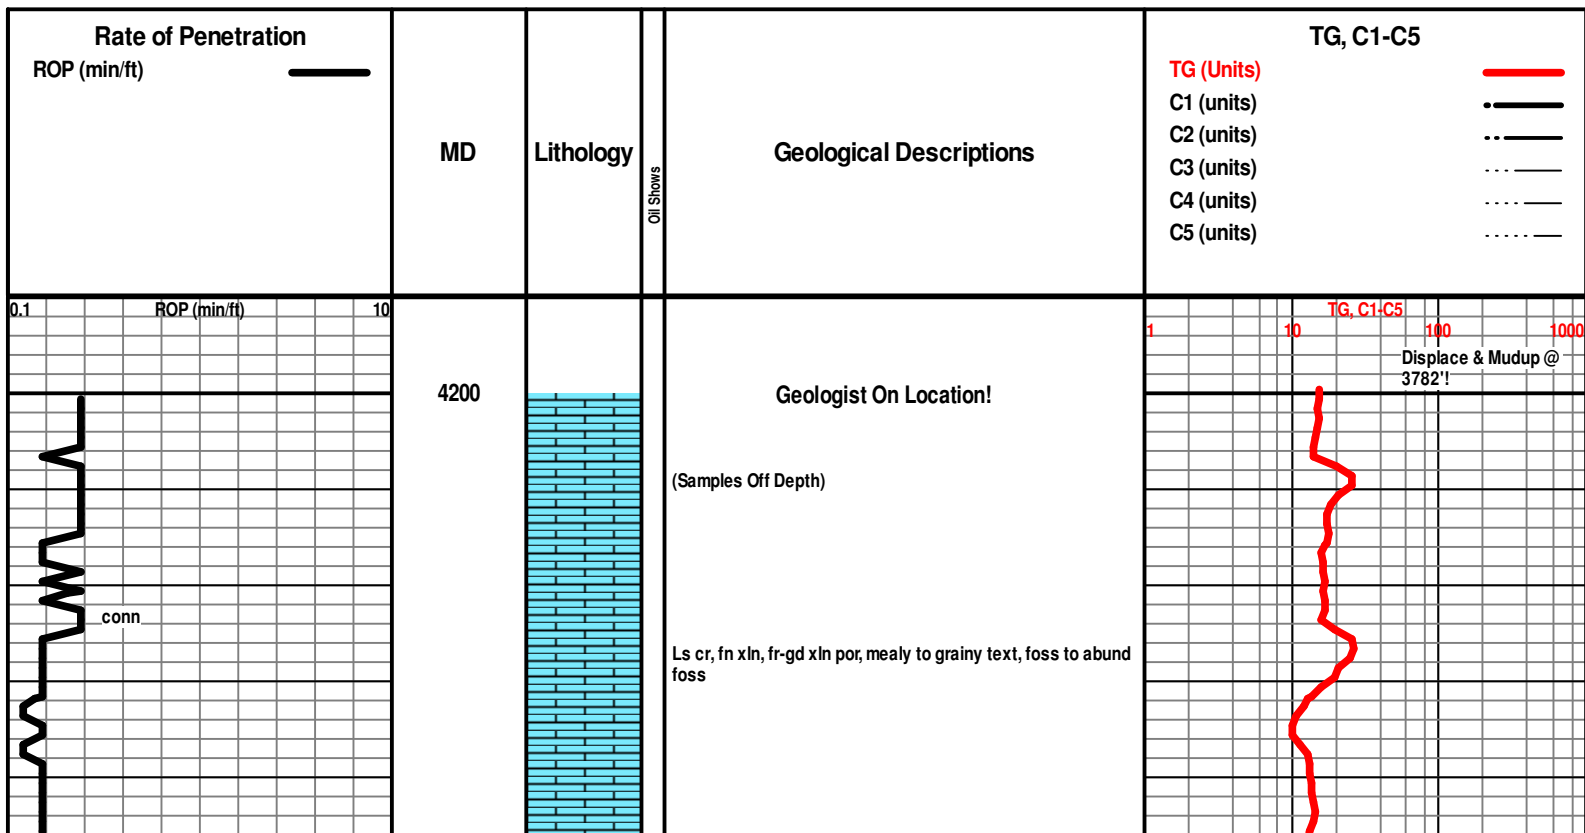 Rate of Penetration
ROP (min/ft)
MD
Lithology
Oil Shows
Geological Descriptions
TG, C1-C5
TG (Units)
C1 (units)
C2 (units)
C3 (units)
C4 (units)
C5 (units)
0.1 ROP (min/ft) 10
TG, C1-C5
1 10 100 1000
Displace & Mudup @
3782'!
4200
Geologist On Location!
(Samples Off Depth)
conn
Ls cr, fn xln, fr-gd xln por, mealy to grainy text, foss to abund
foss